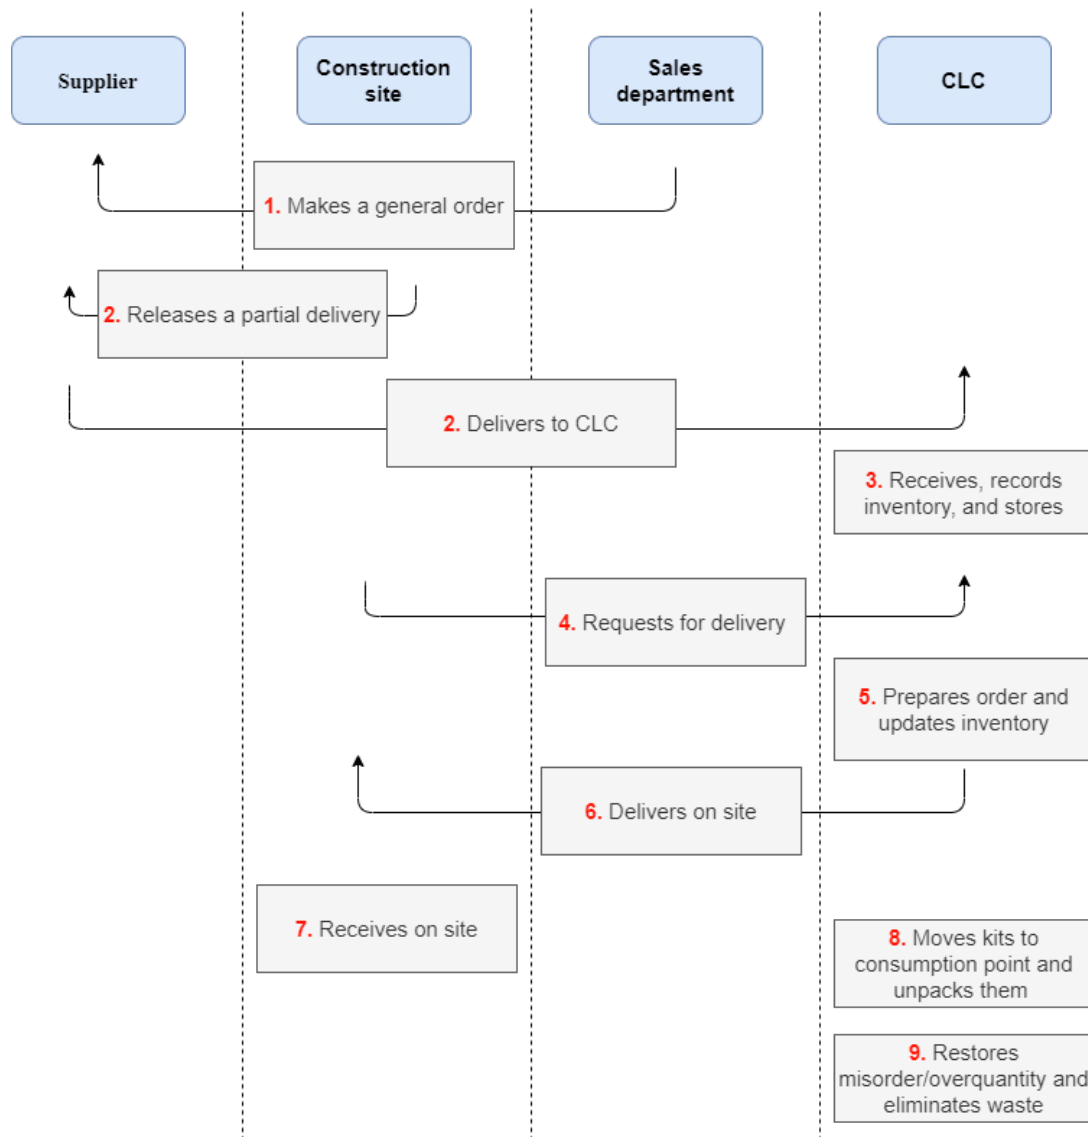 Supplier
Construction
site
Sales
department
CLC
1. Makes a general order
2. Releases a partial delivery
2. Delivers to CLC
3. Receives, records
inventory, and stores
4. Requests for delivery
5. Prepares order and
updates inventory
6. Delivers on site
7. Receives on site
8. Moves kits to
consumption point and
unpacks them
9. Restores
misorder/overquantity and
eliminates waste